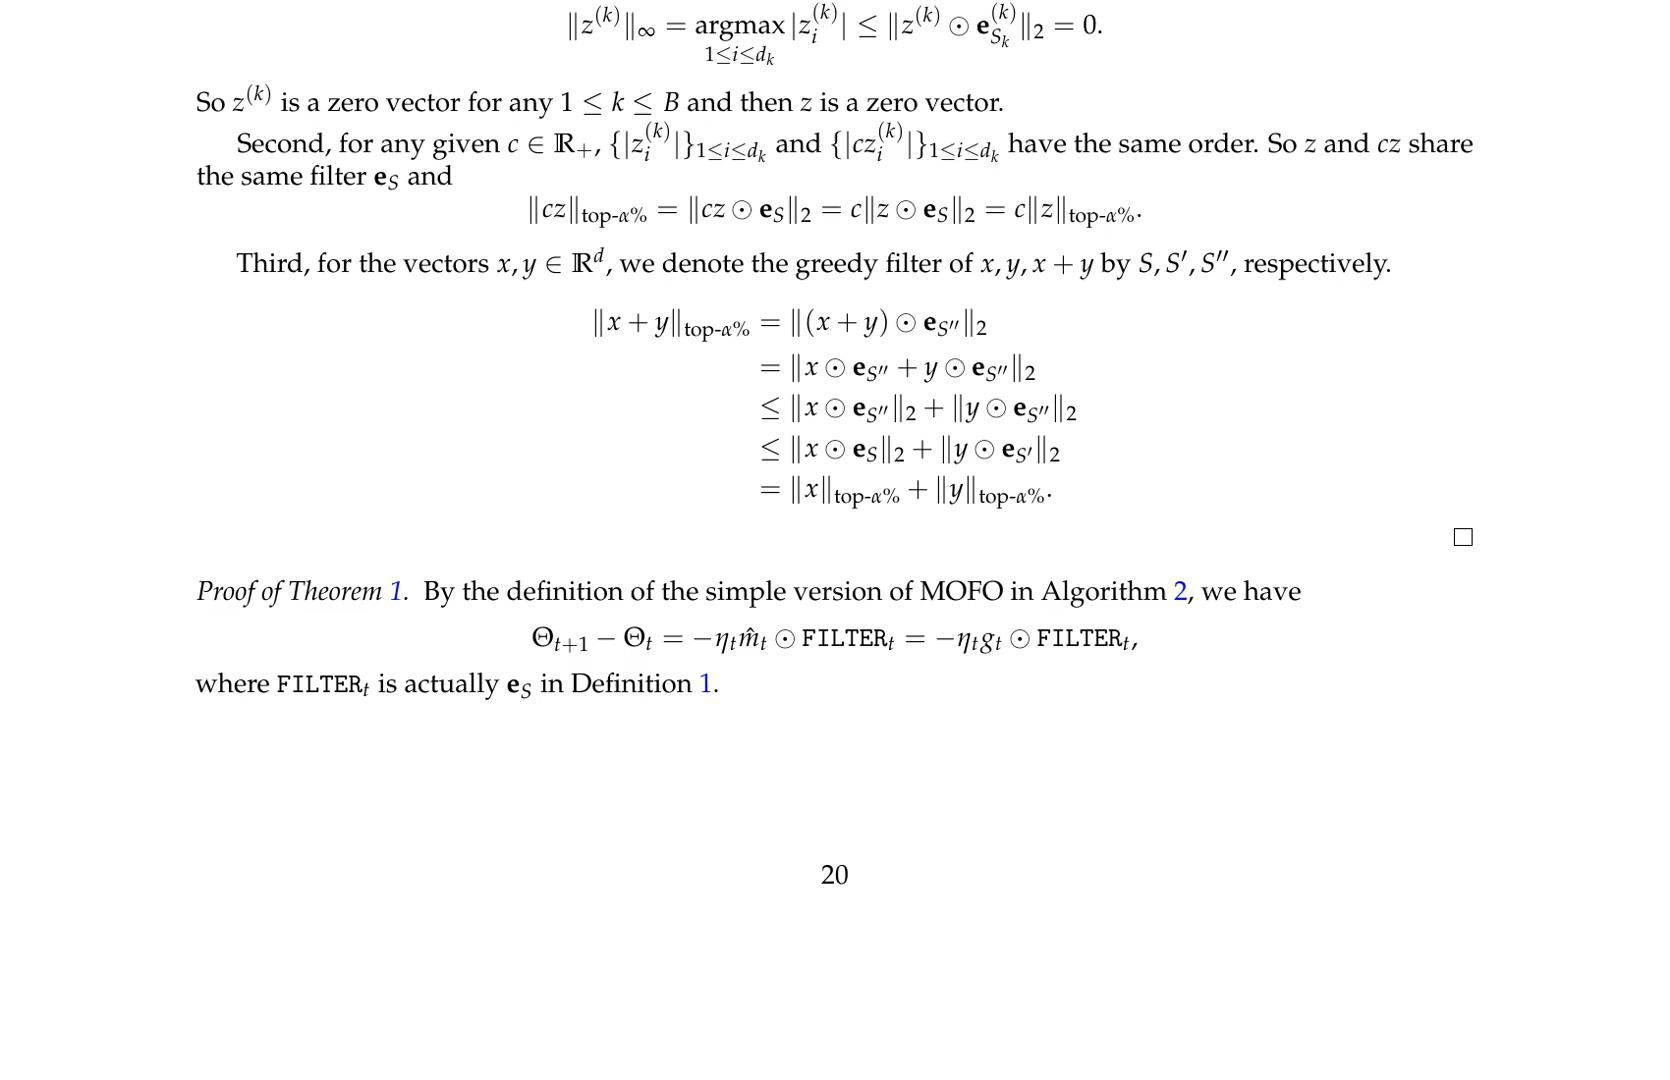 ‖z^{(k)}‖_∞ = argmax_{1≤i≤d_k} |z_i^{(k)}| ≤ ‖z^{(k)} ⊙ e_{S_k}^{(k)}‖_2 = 0.
So z^{(k)} is a zero vector for any 1 ≤ k ≤ B and then z is a zero vector.
Second, for any given c ∈ ℝ_+, {|z_i^{(k)}|}_{1≤i≤d_k} and {|cz_i^{(k)}|}_{1≤i≤d_k} have the same order. So z and cz share
the same filter e_S and
‖cz‖_{top-α%} = ‖cz ⊙ e_S‖_2 = c‖z ⊙ e_S‖_2 = c‖z‖_{top-α%}.
Third, for the vectors x, y ∈ ℝ^d, we denote the greedy filter of x, y, x + y by S, S′, S″, respectively.
‖x + y‖_{top-α%} = ‖(x + y) ⊙ e_{S″}‖_2
= ‖x ⊙ e_{S″} + y ⊙ e_{S″}‖_2
≤ ‖x ⊙ e_{S″}‖_2 + ‖y ⊙ e_{S″}‖_2
≤ ‖x ⊙ e_S‖_2 + ‖y ⊙ e_{S′}‖_2
= ‖x‖_{top-α%} + ‖y‖_{top-α%}.
□
Proof of Theorem 1. By the definition of the simple version of MOFO in Algorithm 2, we have
Θ_{t+1} − Θ_t = −η_t m̂_t ⊙ FILTER_t = −η_t g_t ⊙ FILTER_t,
where FILTER_t is actually e_S in Definition 1.
20